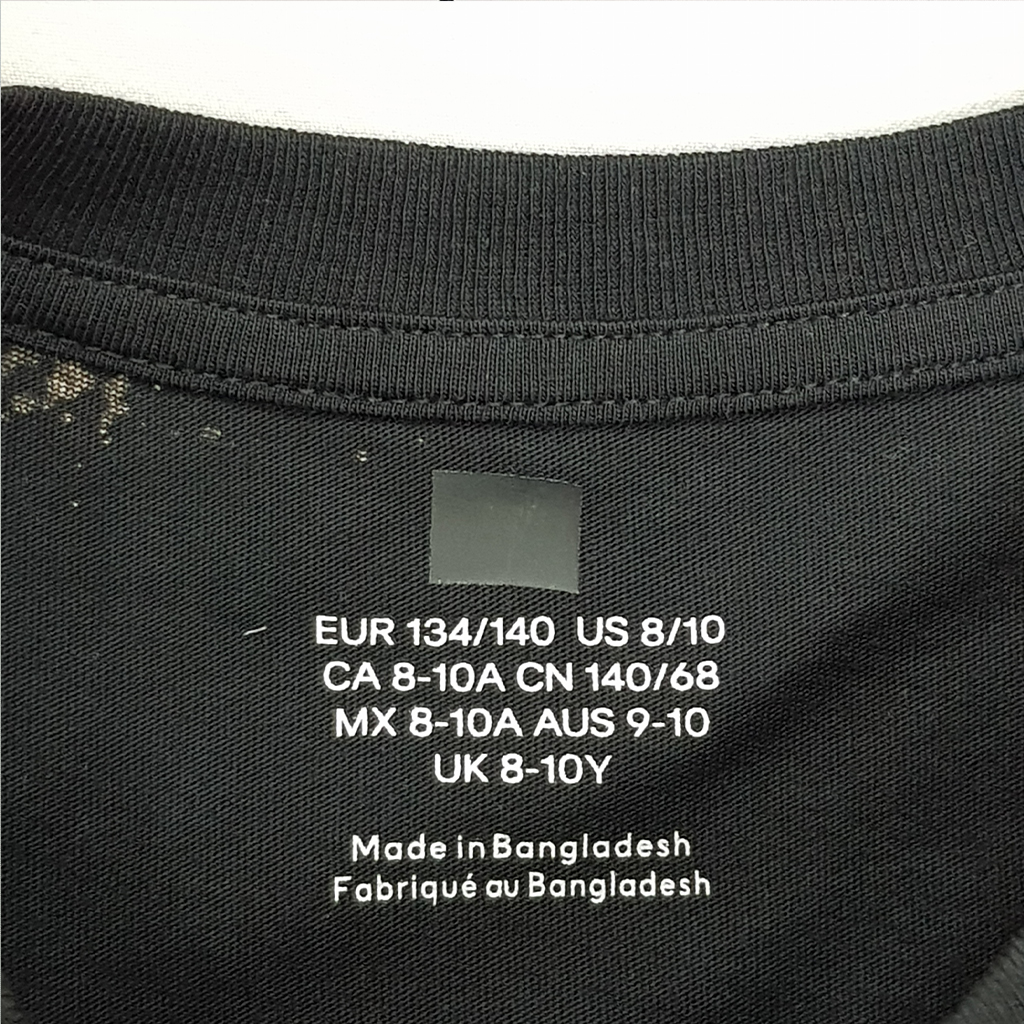 EUR 134/140 US 8/10
CA 8-10A CN 140/68
MX 8-10A AUS 9-10
UK 8-10Y
Made in Bangladesh
Fabriqué au Bangladesh